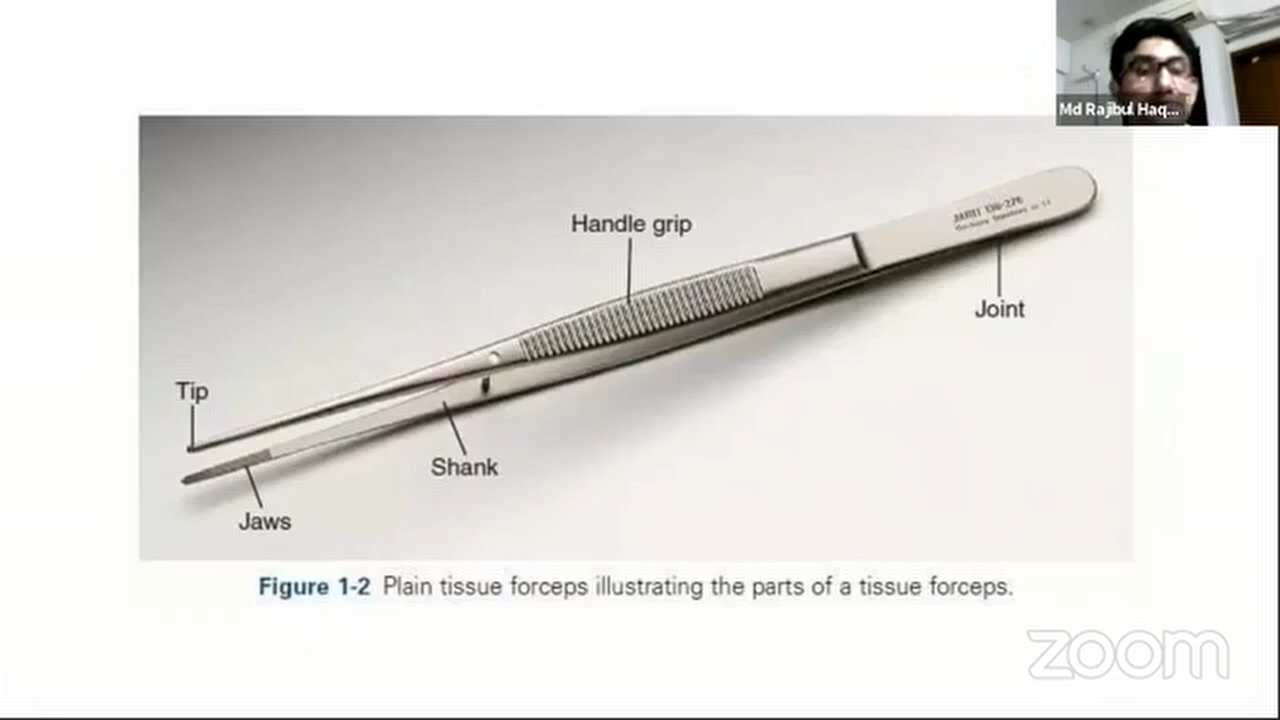 Md Rajibul Haq...
Handle grip
Joint
Tip
Shank
Jaws
Figure 1-2 Plain tissue forceps illustrating the parts of a tissue forceps.
zoom